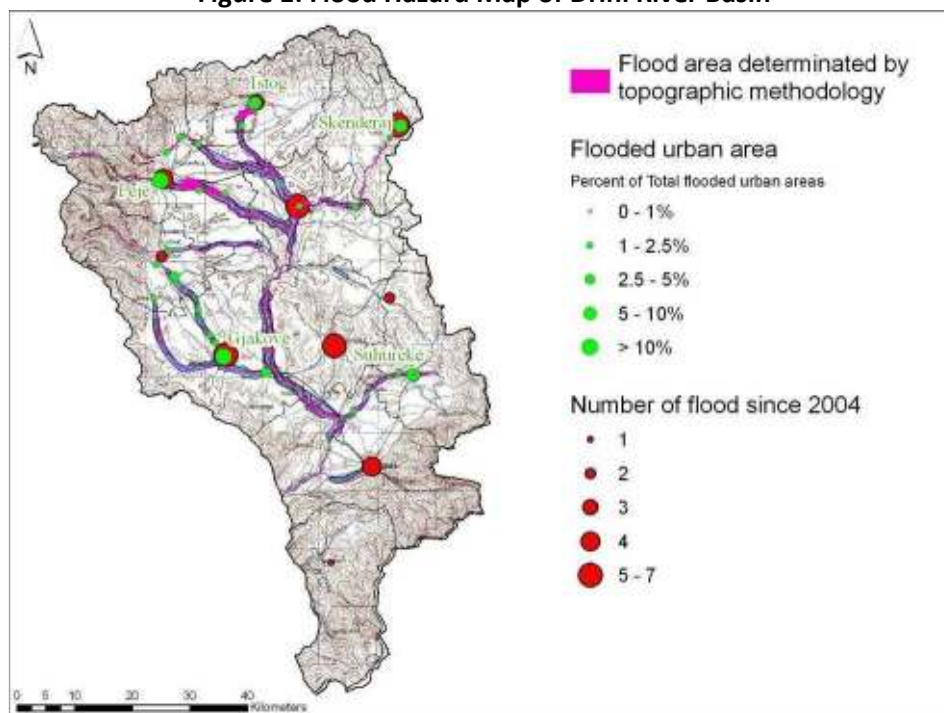 Figure 1: Flood Hazard Map of Drini River Basin
N
Istog
Skenderaj
Peje
Gjakove
Suhureke
0 5 10 20 30 40
Kilometers
Flood area determinated by
topographic methodology
Flooded urban area
Percent of Total flooded urban areas
0 - 1%
1 - 2.5%
2.5 - 5%
5 - 10%
> 10%
Number of flood since 2004
1
2
3
4
5 - 7